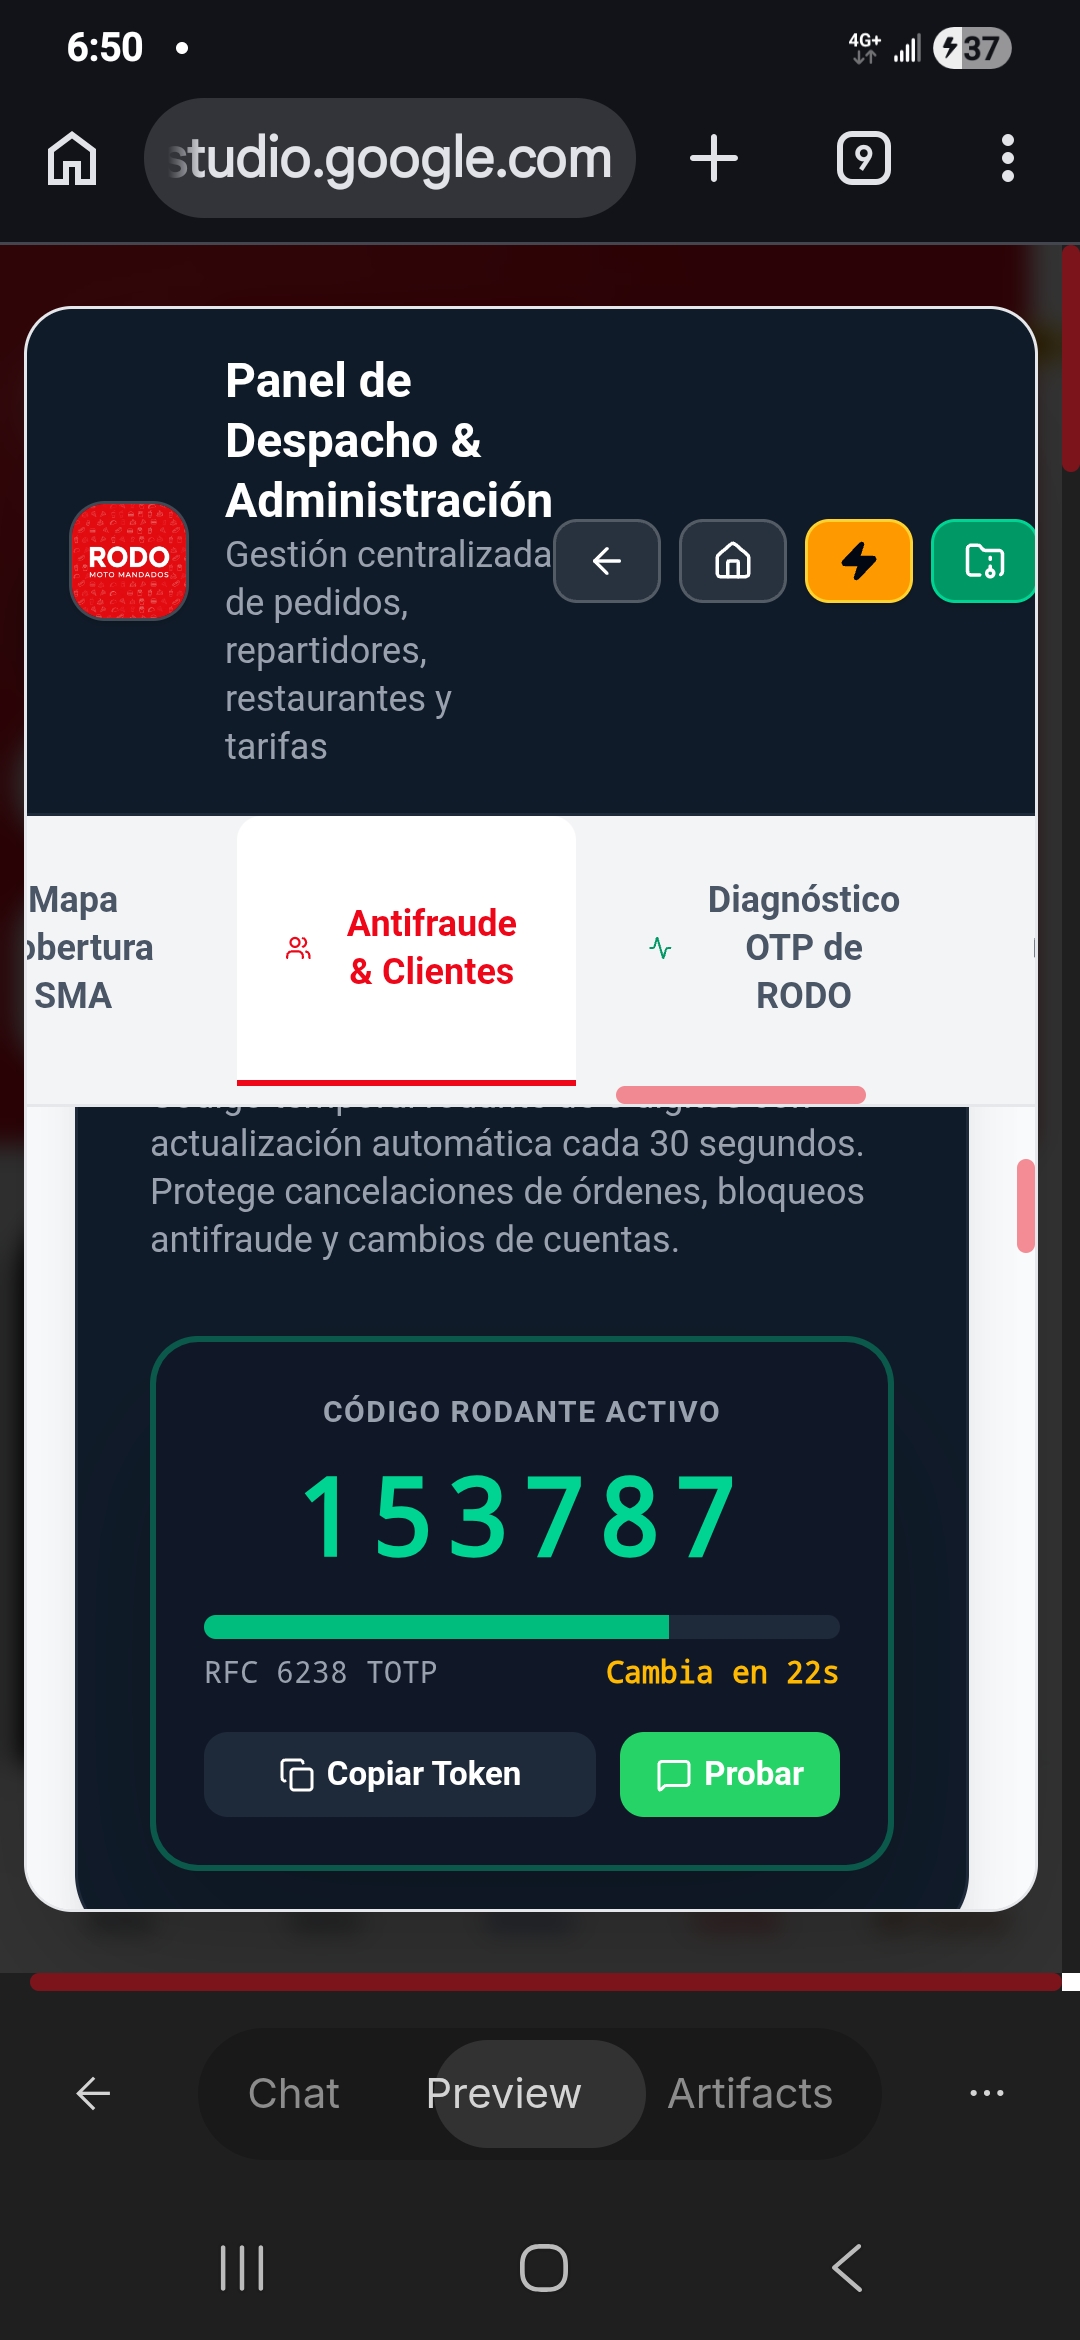 6:50
4G+
37
studio.google.com
9
Panel de
Despacho &
Administración
Gestión centralizada
de pedidos,
repartidores,
restaurantes y
tarifas
RODO
MOTO MANDADOS
Mapa
obertura
SMA
Antifraude
& Clientes
Diagnóstico
OTP de
RODO
actualización automática cada 30 segundos.
Protege cancelaciones de órdenes, bloqueos
antifraude y cambios de cuentas.
CÓDIGO RODANTE ACTIVO
153787
RFC 6238 TOTP
Cambia en 22s
Copiar Token
Probar
Chat
Preview
Artifacts